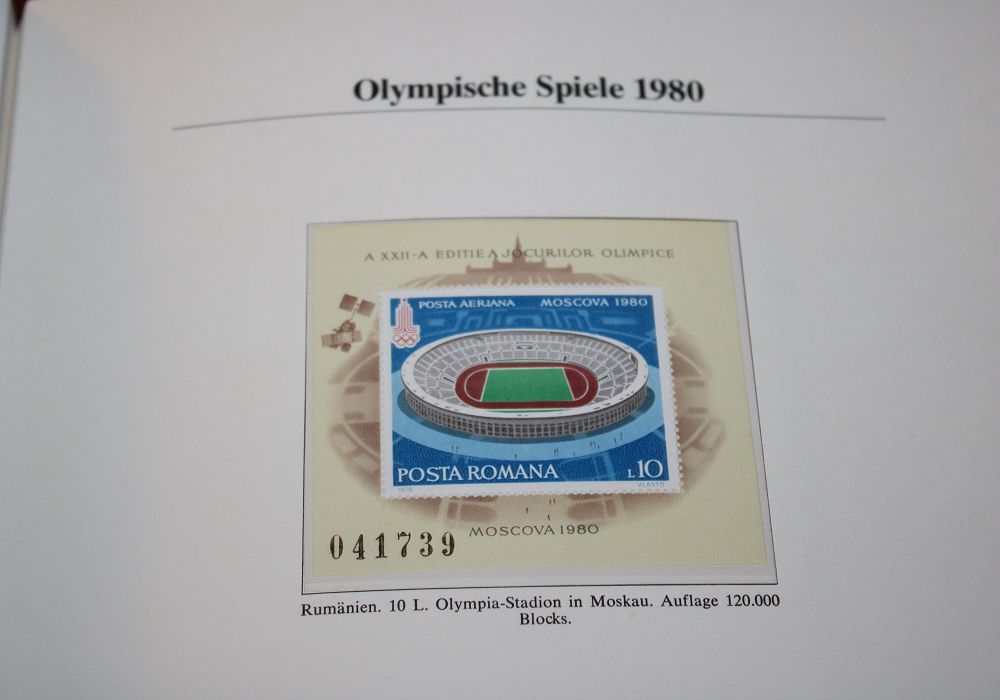 Olympische Spiele 1980
A XXII-A EDITIE A JOCURILOR OLIMPICE
POSTA AERIANA MOSCOVA 1980
POSTA ROMANA L10
1979 VLASTO
MOSCOVA 1980
041739
Rumänien. 10 L. Olympia-Stadion in Moskau. Auflage 120.000
Blocks.